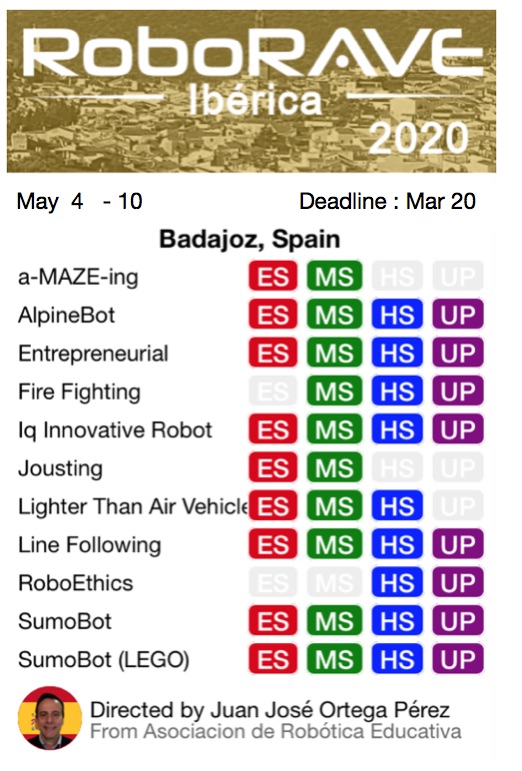 RoboRAVE
Ibérica
2020
May 4 - 10 Deadline : Mar 20
Badajoz, Spain
a-MAZE-ing ES MS HS UP
AlpineBot ES MS HS UP
Entrepreneurial ES MS HS UP
Fire Fighting ES MS HS UP
Iq Innovative Robot ES MS HS UP
Jousting ES MS HS UP
Lighter Than Air Vehicle ES MS HS UP
Line Following ES MS HS UP
RoboEthics ES MS HS UP
SumoBot ES MS HS UP
SumoBot (LEGO) ES MS HS UP
Directed by Juan José Ortega Pérez
From Asociacion de Robótica Educativa